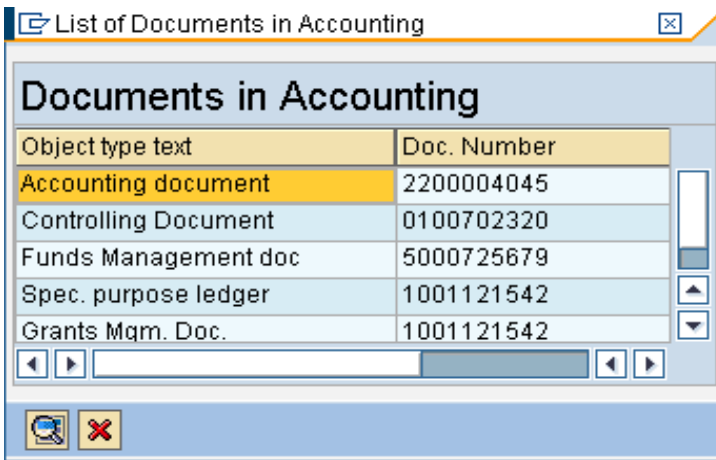 List of Documents in Accounting
Documents in Accounting
Object type text Doc. Number
Accounting document 2200004045
Controlling Document 0100702320
Funds Management doc 5000725679
Spec. purpose ledger 1001121542
Grants Mgm. Doc. 1001121542